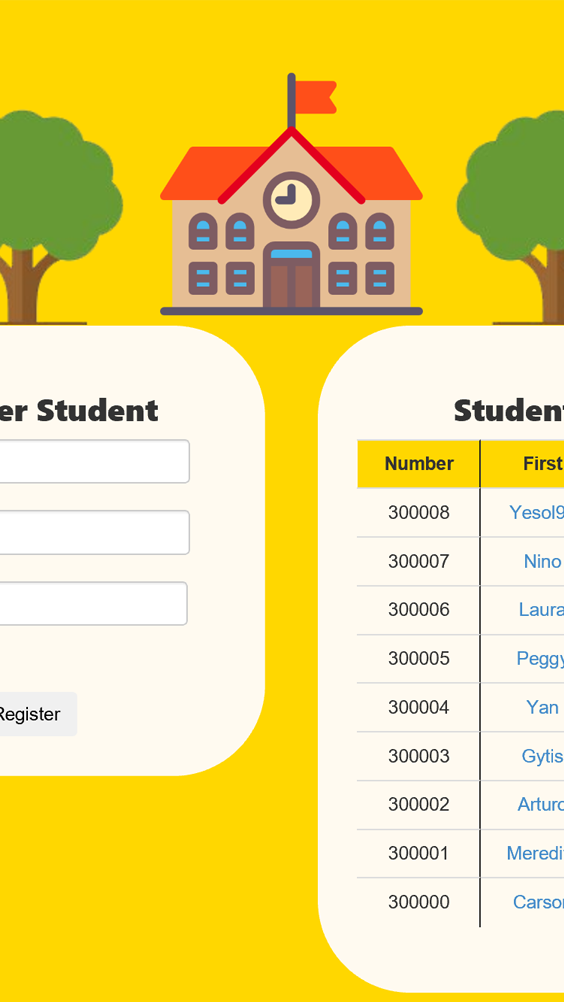 er Student
Register
Student
Number First
300008 Yesol9
300007 Nino
300006 Laura
300005 Peggy
300004 Yan
300003 Gytis
300002 Arturo
300001 Meredi
300000 Carson